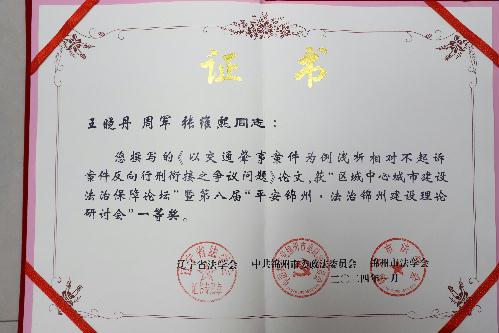 证书
王晓丹 周军 张维熙同志：
您撰写的《以交通肇事案件为例浅析相对不起诉
案件反向行刑衔接之争议问题》论文，获“区域中心城市建设
法治保障论坛”暨第八届“平安锦州·法治锦州建设理论
研讨会”一等奖。
辽宁省法学会 中共锦州市委政法委员会 锦州市法学会
二〇二四年 月